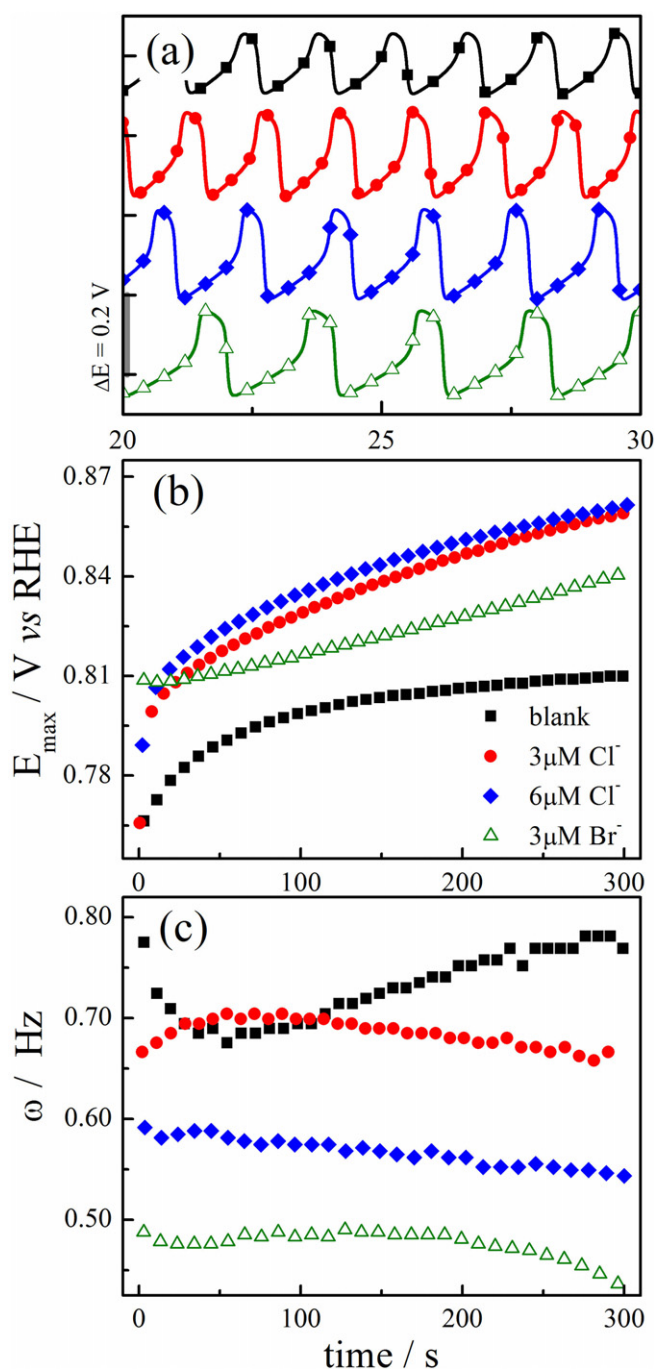 (a)
ΔE = 0.2 V
20 25 30
(b)
0.87
0.84
0.81
0.78
E_max / V vs RHE
blank
3μM Cl⁻
6μM Cl⁻
3μM Br⁻
0 100 200 300
(c)
0.80
0.70
0.60
0.50
ω / Hz
0 100 200 300
time / s